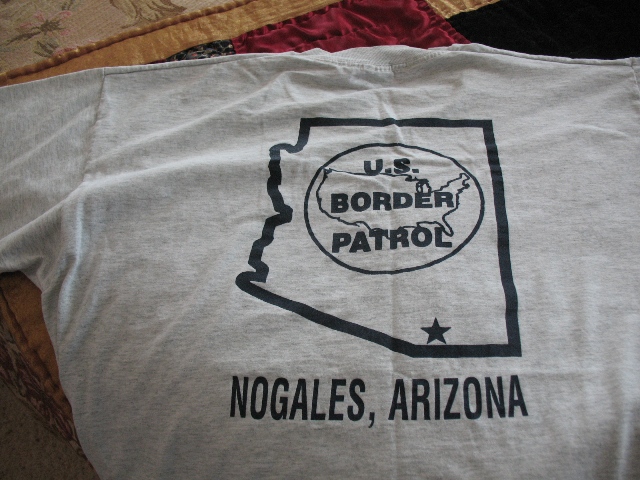 U.S.
BORDER
PATROL
NOGALES, ARIZONA